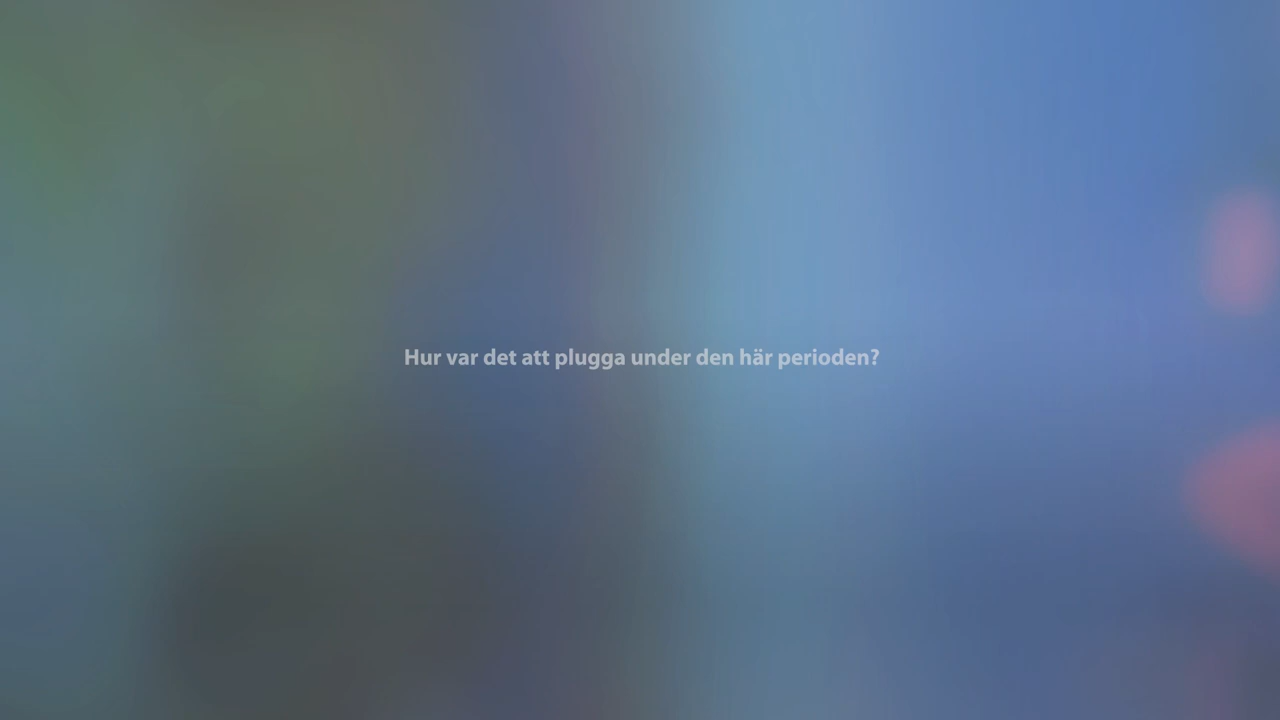 Hur var det att plugga under den här perioden?